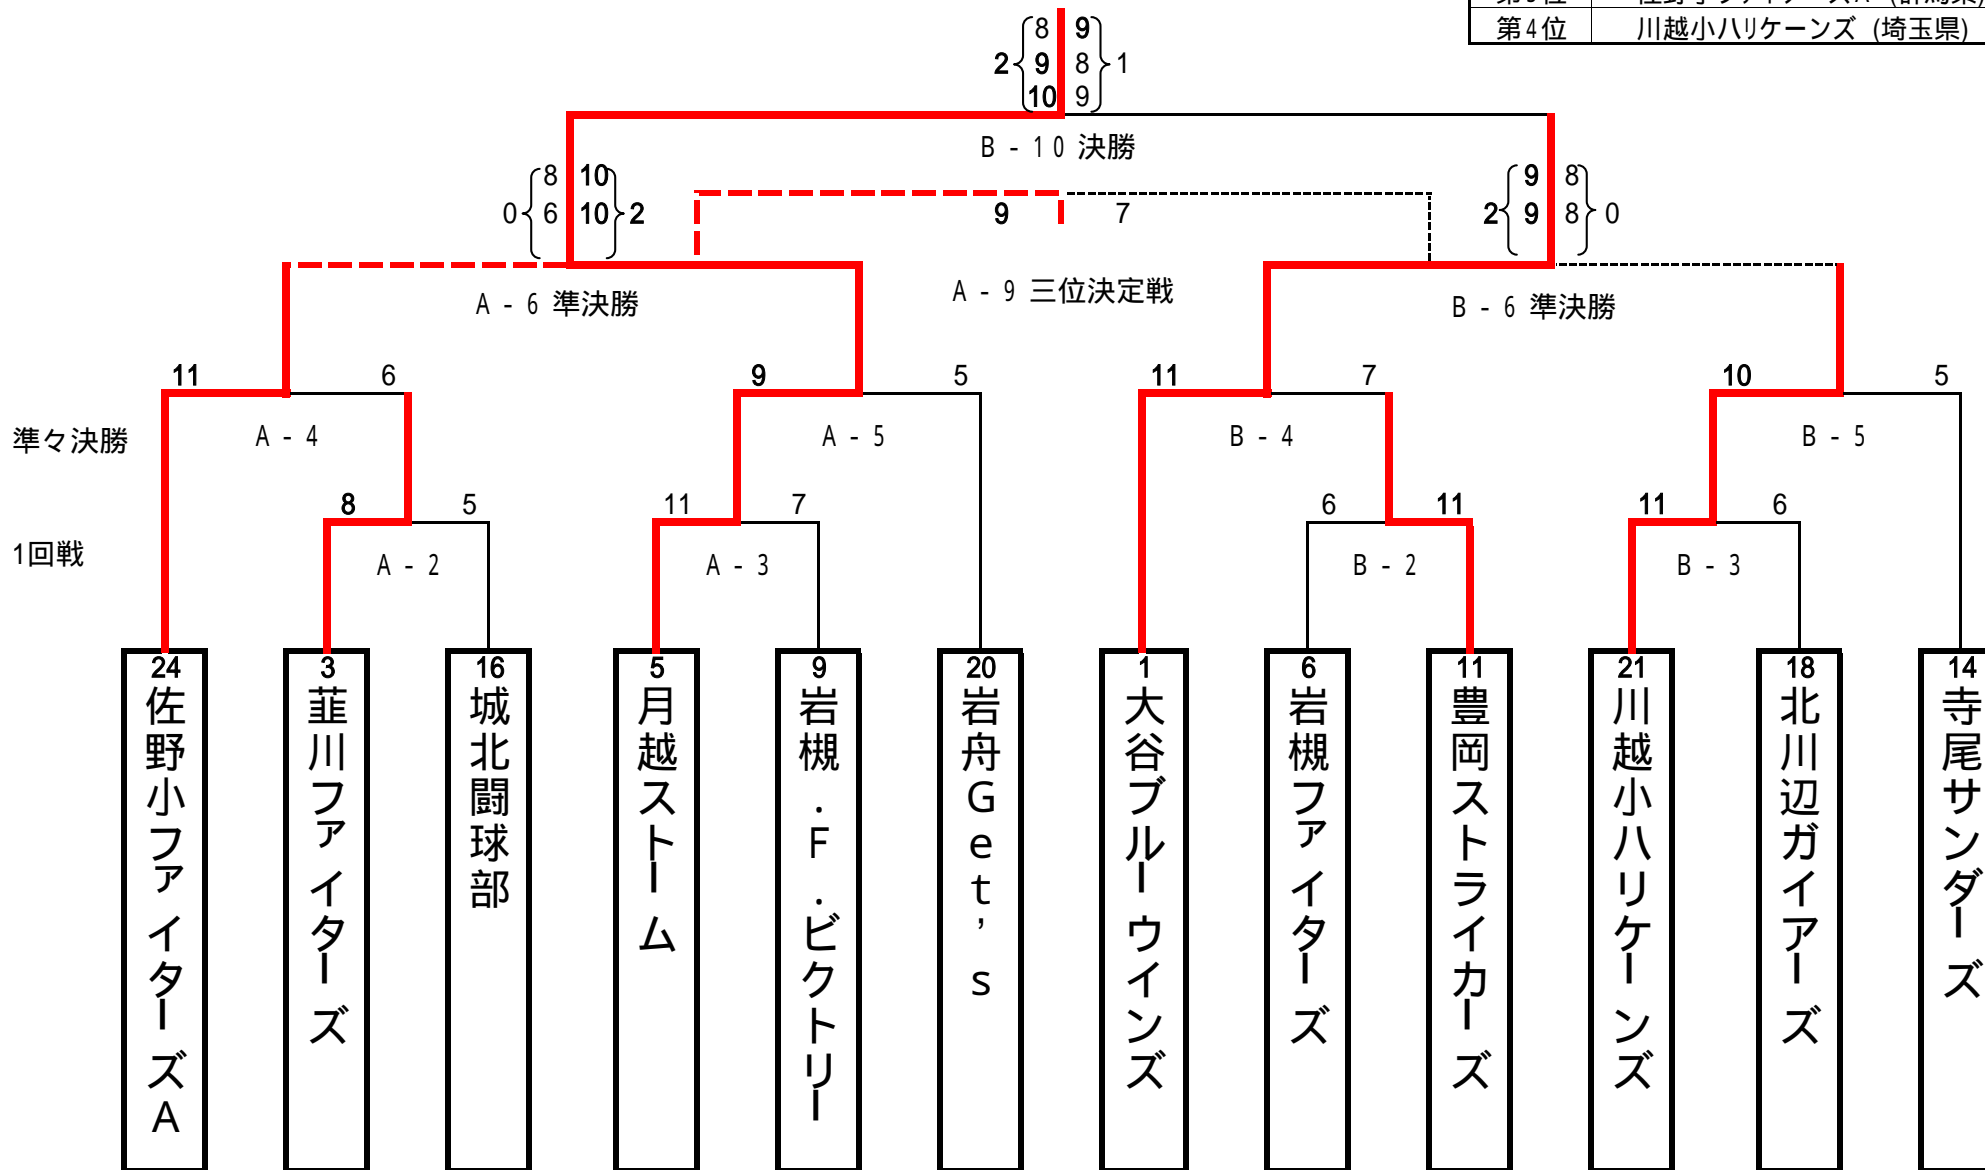 第4位 川越小ハリケーンズ (埼玉県)
8 9
2 9 8 1
10 9
B - 10 決勝
8 10
0 6 10 2
9 7
9 8
2 9 8 0
A - 6 準決勝
A - 9 三位決定戦
B - 6 準決勝
11 6 9 5 11 7 10 5
準々決勝
A - 4 A - 5 B - 4 B - 5
8 5 11 7 6 11 11 6
1回戦
A - 2 A - 3 B - 2 B - 3
24 佐野小ファイターズA
3 韮川ファイターズ
16 城北闘球部
5 月越ストーム
9 岩槻.F.ビクトリー
20 岩舟Get's
1 大谷ブルーウインズ
6 岩槻ファイターズ
11 豊岡ストライカーズ
21 川越小ハリケーンズ
18 北川辺ガイアーズ
14 寺尾サンダーズ